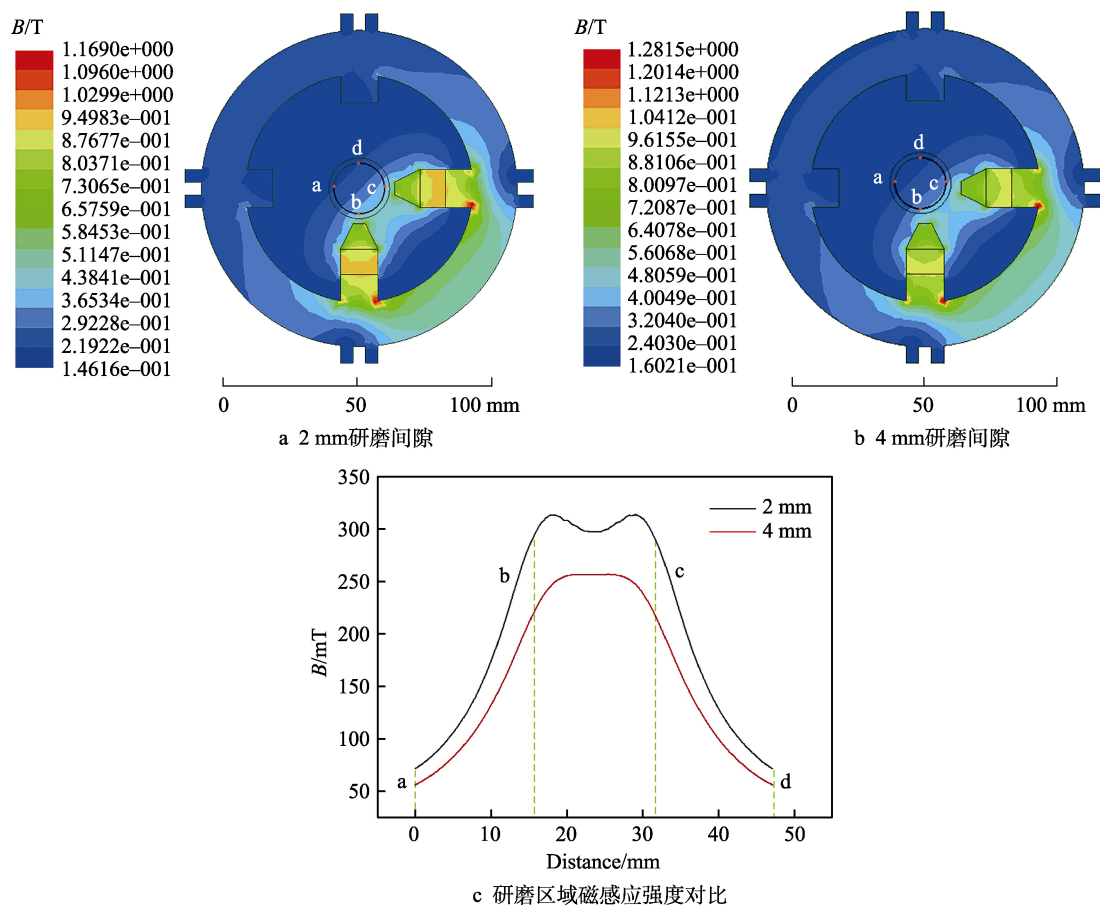 B/T
1.1690e+000
1.0960e+000
1.0299e+000
9.4983e–001
8.7677e–001
8.0371e–001
7.3065e–001
6.5759e–001
5.8453e–001
5.1147e–001
4.3841e–001
3.6534e–001
2.9228e–001
2.1922e–001
1.4616e–001
d
a
c
b
0
50
100 mm
a 2 mm研磨间隙
B/T
1.2815e+000
1.2014e+000
1.1213e+000
1.0412e+000
9.6155e–001
8.8106e–001
8.0097e–001
7.2087e–001
6.4078e–001
5.6068e–001
4.8059e–001
4.0049e–001
3.2040e–001
2.4030e–001
1.6021e–001
d
a
c
b
0
50
100 mm
b 4 mm研磨间隙
350
300
250
200
150
100
50
B/mT
2 mm
4 mm
b
c
a
d
0
10
20
30
40
50
Distance/mm
c 研磨区域磁感应强度对比